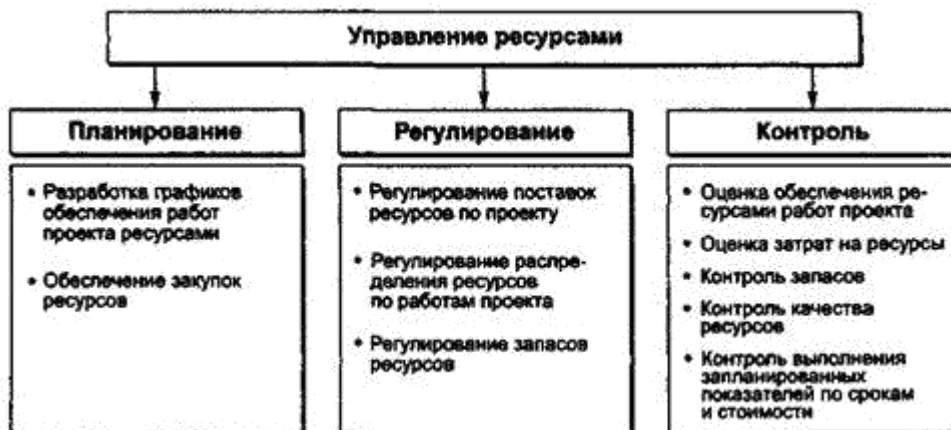 Управление ресурсами
Планирование
• Разработка графиков
обеспечения работ
проекта ресурсами
• Обеспечение закупок
ресурсов
Регулирование
• Регулирование поставок
ресурсов по проекту
• Регулирование распре-
деления ресурсов
по работам проекта
• Регулирование запасов
ресурсов
Контроль
• Оценка обеспечения ре-
сурсами работ проекта
• Оценка затрат на ресурсы
• Контроль запасов
• Контроль качества
ресурсов
• Контроль выполнения
запланированных
показателей по срокам
и стоимости